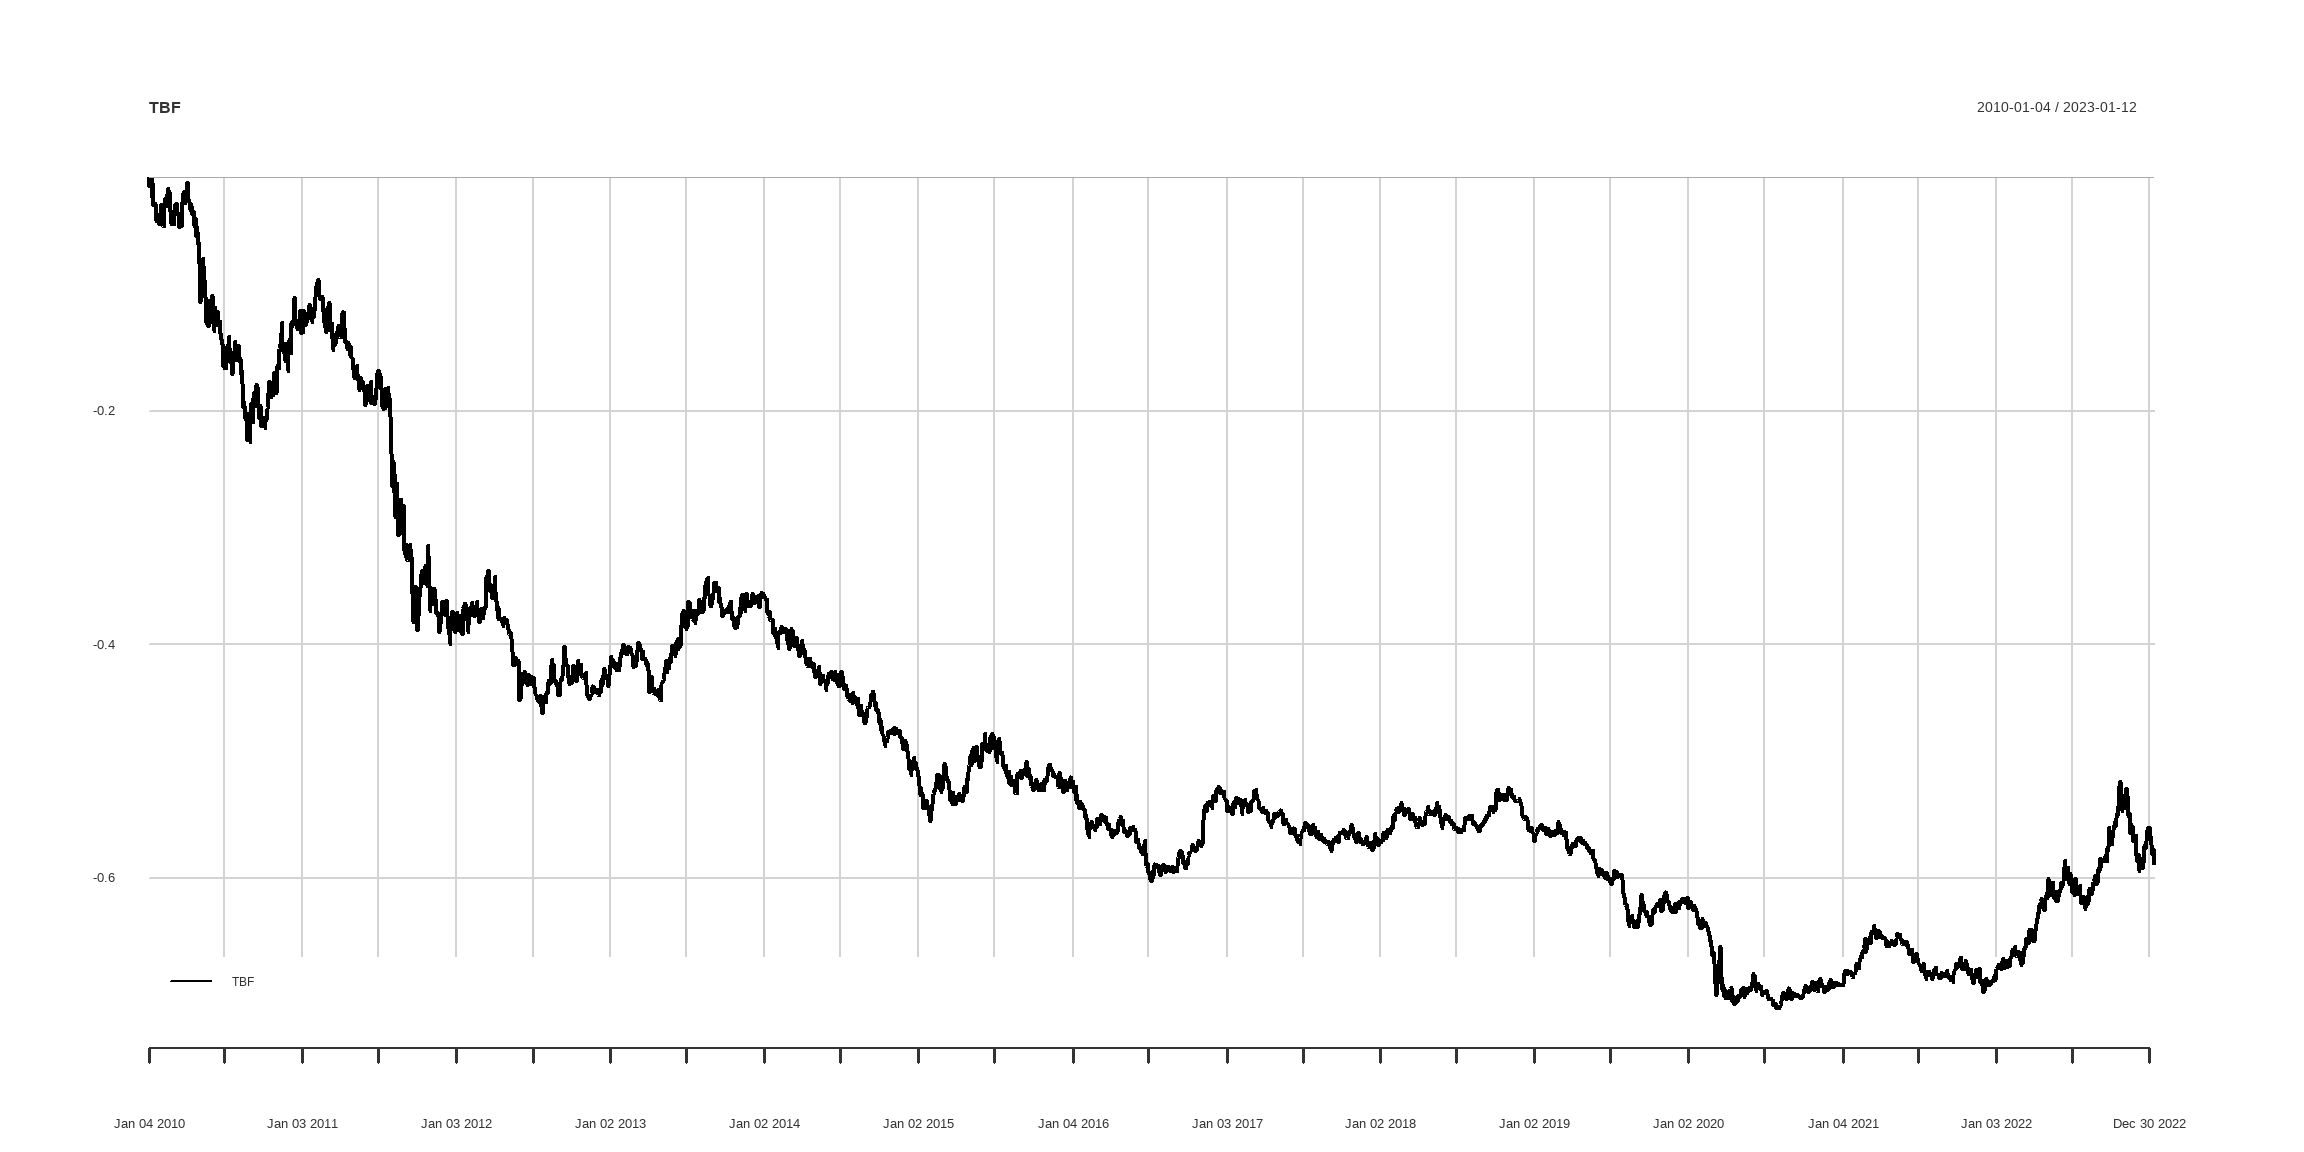 TBF
2010-01-04 / 2023-01-12
-0.2
-0.4
-0.6
TBF
Jan 04 2010
Jan 03 2011
Jan 03 2012
Jan 02 2013
Jan 02 2014
Jan 02 2015
Jan 04 2016
Jan 03 2017
Jan 02 2018
Jan 02 2019
Jan 02 2020
Jan 04 2021
Jan 03 2022
Dec 30 2022